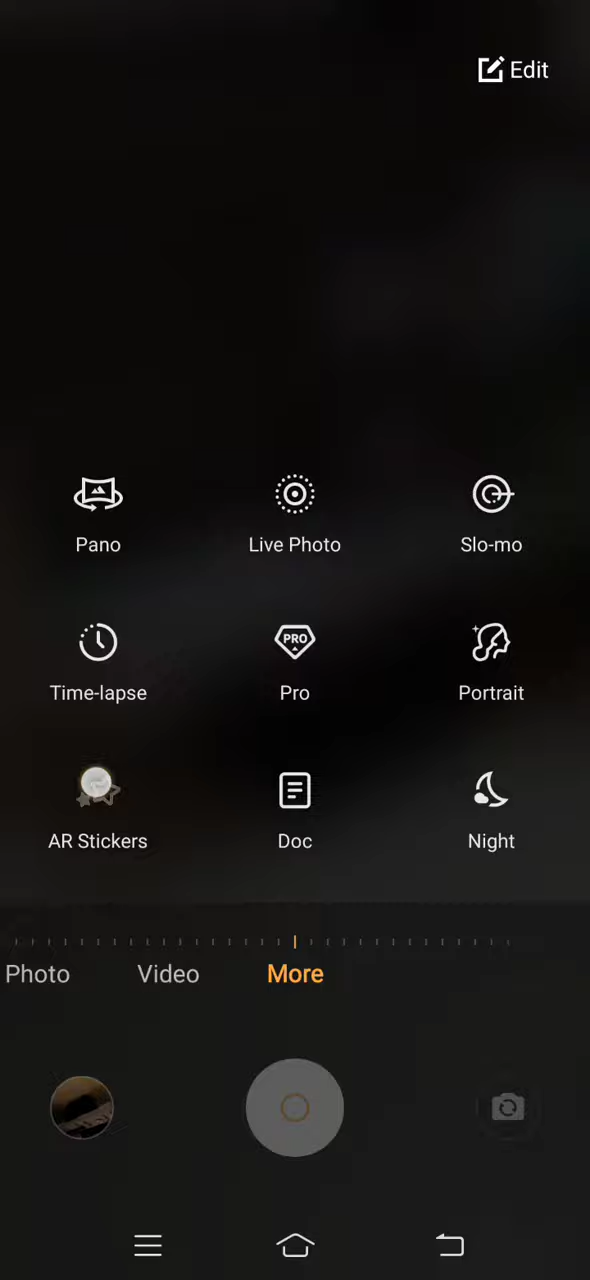 Edit
Pano
Live Photo
Slo-mo
Time-lapse
PRO
Pro
Portrait
AR Stickers
Doc
Night
Photo
Video
More